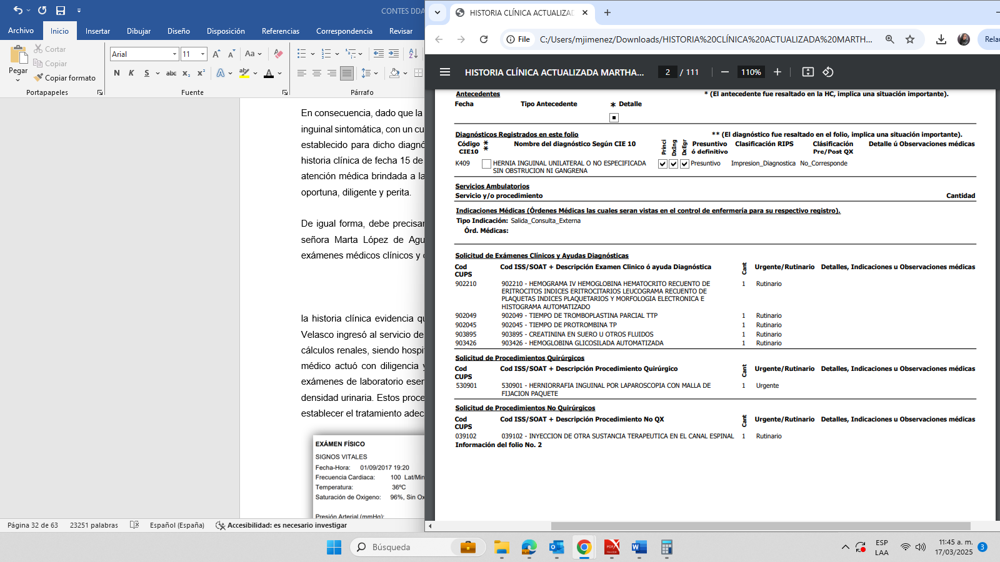 CONTES DDA
Archivo
Inicio
Insertar
Dibujar
Diseño
Disposición
Referencias
Correspondencia
Revisar
Pegar
Cortar
Copiar
Copiar formato
Portapapeles
Arial
11
Aa
N K S abc x₂ x²
Fuente
Párrafo
En consecuencia, dado que la
inguinal sintomática, con un cu
establecido para dicho diagnó
historia clínica de fecha 15 de
atención médica brindada a la
oportuna, diligente y perita.
De igual forma, debe precisar
señora Marta López de Agu
exámenes médicos clínicos y
la historia clínica evidencia qu
Velasco ingresó al servicio de
cálculos renales, siendo hospit
médico actuó con diligencia y
exámenes de laboratorio esen
densidad urinaria. Estos proce
establecer el tratamiento adec
EXÁMEN FÍSICO
SIGNOS VITALES
Fecha-Hora: 01/09/2017 19:20
Frecuencia Cardiaca: 100 Lat/Min
Temperatura: 36ºC
Saturación de Oxigeno: 96%, Sin Ox
Presión Arterial (mmHg):
Página 32 de 63
23251 palabras
Español (España)
Accesibilidad: es necesario investigar
HISTORIA CLÍNICA ACTUALIZAD
File
C:/Users/mjimenez/Downloads/HISTORIA%20CLÍNICA%20ACTUALIZADA%20MARTH...
Relau
HISTORIA CLÍNICA ACTUALIZADA MARTHA...
2 / 111
110%
Antecedentes
* (El antecedente fue resaltado en la HC, implica una situación importante).
Fecha Tipo Antecedente * Detalle
Diagnósticos Registrados en este folio
** (El diagnóstico fue resaltado en el folio, implica una situación importante).
Código CIE10
* *
Nombre del diagnóstico Según CIE 10
Princi
DxIng
DxEgr
Presuntivo ó definitivo
Clasificación RIPS
Clásificación Pre/Post QX
Detalle ú Observaciones médicas
K409 HERNIA INGUINAL UNILATERAL O NO ESPECIFICADA Presuntivo Impresion_Diagnostica No_Corresponde
SIN OBSTRUCION NI GANGRENA
Servicios Ambulatorios
Servicio y/o procedimiento Cantidad
Indicaciones Médicas (Órdenes Médicas las cuales seran vistas en el control de enfermería para su respectivo registro).
Tipo Indicación: Salida_Consulta_Externa
Órd. Médicas:
Solicitud de Exámenes Clínicos y Ayudas Diagnósticas
Cod CUPS
Cod ISS/SOAT + Descripción Examen Clinico ó ayuda Diagnóstica
Cant
Urgente/Rutinario
Detalles, Indicaciones u Observaciones médicas
902210 902210 - HEMOGRAMA IV HEMOGLOBINA HEMATOCRITO RECUENTO DE 1 Rutinario
ERITROCITOS INDICES ERITROCITARIOS LEUCOGRAMA RECUENTO DE
PLAQUETAS INDICES PLAQUETARIOS Y MORFOLOGIA ELECTRONICA E
HISTOGRAMA AUTOMATIZADO
902049 902049 - TIEMPO DE TROMBOPLASTINA PARCIAL TTP 1 Rutinario
902045 902045 - TIEMPO DE PROTROMBINA TP 1 Rutinario
903895 903895 - CREATININA EN SUERO U OTROS FLUIDOS 1 Rutinario
903426 903426 - HEMOGLOBINA GLICOSILADA AUTOMATIZADA 1 Rutinario
Solicitud de Procedimientos Quirúrgicos
Cod CUPS
Cod ISS/SOAT + Descripción Procedimiento Quirúrgico
Cant
Urgente/Rutinario
Detalles, Indicaciones u Observaciones médicas
530901 530901 - HERNIORRAFIA INGUINAL POR LAPAROSCOPIA CON MALLA DE 1 Urgente
FIJACION PAQUETE
Solicitud de Procedimientos No Quirúrgicos
Cod CUPS
Cod ISS/SOAT + Descripción Procedimiento No QX
Cant
Urgente/Rutinario
Detalles, Indicaciones u Observaciones médicas
039102 039102 - INYECCION DE OTRA SUSTANCIA TERAPEUTICA EN EL CANAL ESPINAL 1 Rutinario
Información del folio No. 2
Búsqueda
ESP
LAA
11:45 a. m.
17/03/2025
3